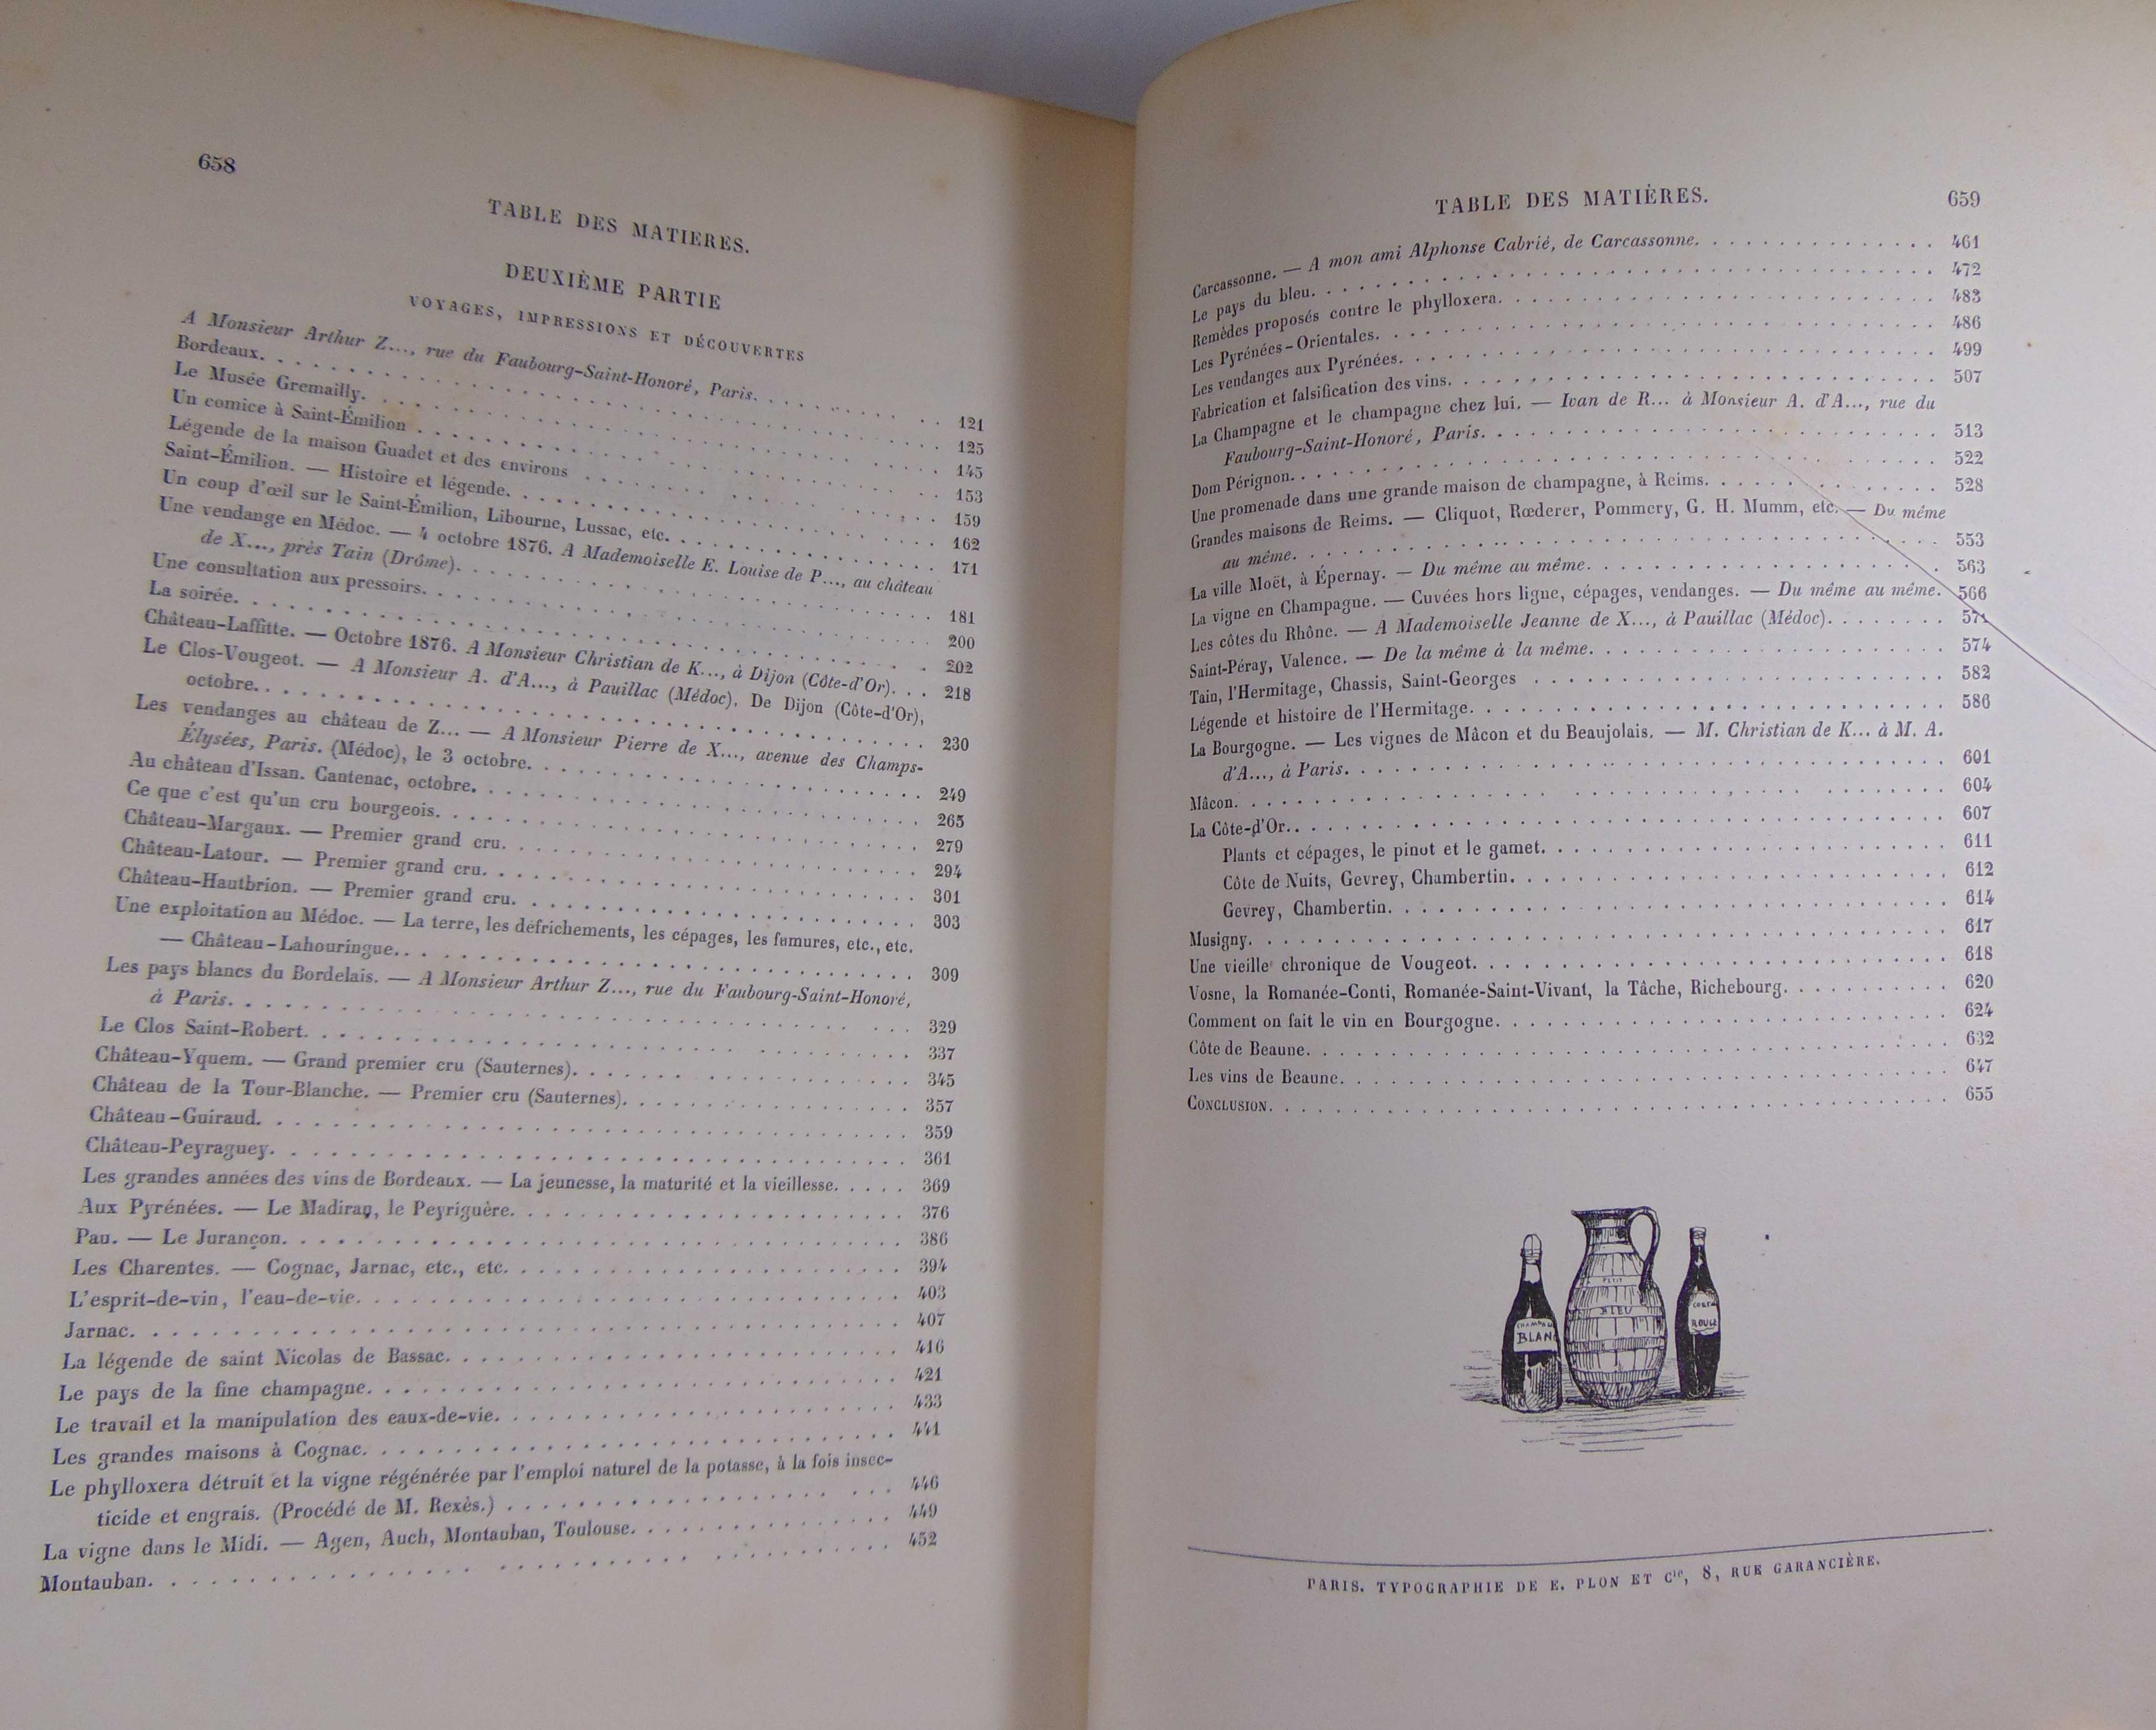 658
TABLE DES MATIERES.
DEUXIÈME PARTIE
VOYAGES, IMPRESSIONS ET DÉCOUVERTES
A Monsieur Arthur Z..., rue du Faubourg-Saint-Honoré, Paris. 121
Bordeaux. 125
Le Musée Gremailly. 145
Un comice à Saint-Émilion 153
Légende de la maison Guadet et des environs 159
Saint-Émilion. — Histoire et légende. 162
Un coup d'œil sur le Saint-Émilion, Libourne, Lussac, etc. 171
Une vendange en Médoc. — 4 octobre 1876. A Mademoiselle E. Louise de P..., au château
de X..., près Tain (Drôme). 181
Une consultation aux pressoirs. 200
La soirée. 202
Château-Laffitte. — Octobre 1876. A Monsieur Christian de K..., à Dijon (Côte-d'Or). 218
Le Clos-Vougeot. — A Monsieur A. d'A..., à Pauillac (Médoc). De Dijon (Côte-d'Or),
octobre. 230
Les vendanges au château de Z... — A Monsieur Pierre de X..., avenue des Champs-
Élysées, Paris. (Médoc), le 3 octobre. 249
Au château d'Issan. Cantenac, octobre. 265
Ce que c'est qu'un cru bourgeois. 279
Château-Margaux. — Premier grand cru. 294
Château-Latour. — Premier grand cru. 301
Château-Hautbrion. — Premier grand cru. 303
Une exploitation au Médoc. — La terre, les défrichements, les cépages, les fumures, etc., etc.
— Château-Lahouringue. 309
Les pays blancs du Bordelais. — A Monsieur Arthur Z..., rue du Faubourg-Saint-Honoré,
à Paris. 329
Le Clos Saint-Robert. 337
Château-Yquem. — Grand premier cru (Sauternes). 345
Château de la Tour-Blanche. — Premier cru (Sauternes). 357
Château-Guiraud. 359
Château-Peyraguey. 361
Les grandes années des vins de Bordeaux. — La jeunesse, la maturité et la vieillesse. 369
Aux Pyrénées. — Le Madiran, le Peyriguère. 376
Pau. — Le Jurançon. 386
Les Charentes. — Cognac, Jarnac, etc., etc. 394
L'esprit-de-vin, l'eau-de-vie. 403
Jarnac. 407
La légende de saint Nicolas de Bassac. 416
Le pays de la fine champagne. 421
Le travail et la manipulation des eaux-de-vie. 433
Les grandes maisons à Cognac. 441
Le phylloxera détruit et la vigne régénérée par l'emploi naturel de la potasse, à la fois insec-
ticide et engrais. (Procédé de M. Rexès.) 446
La vigne dans le Midi. — Agen, Auch, Montauban, Toulouse. 449
Montauban. 452
TABLE DES MATIÈRES. 659
Carcassonne. — A mon ami Alphonse Cabrié, de Carcassonne. 461
Le pays du bleu. 472
Remèdes proposés contre le phylloxera. 483
Les Pyrénées-Orientales. 486
Les vendanges aux Pyrénées. 499
Fabrication et falsification des vins. 507
La Champagne et le champagne chez lui. — Ivan de R... à Monsieur A. d'A..., rue du
Faubourg-Saint-Honoré, Paris. 513
Dom Pérignon. 522
Une promenade dans une grande maison de champagne, à Reims. 528
Grandes maisons de Reims. — Cliquot, Rœderer, Pommery, G. H. Mumm, etc. — Du même
au même. 553
La ville Moët, à Épernay. — Du même au même. 563
La vigne en Champagne. — Cuvées hors ligne, cépages, vendanges. — Du même au même. 566
Les côtes du Rhône. — A Mademoiselle Jeanne de X..., à Pauillac (Médoc). 571
Saint-Péray, Valence. — De la même à la même. 574
Tain, l'Hermitage, Chassis, Saint-Georges 582
Légende et histoire de l'Hermitage. 586
La Bourgogne. — Les vignes de Mâcon et du Beaujolais. — M. Christian de K... à M. A.
d'A..., à Paris. 601
Mâcon. 604
La Côte-d'Or. 607
Plants et cépages, le pinot et le gamet. 611
Côte de Nuits, Gevrey, Chambertin. 612
Gevrey, Chambertin. 614
Musigny. 617
Une vieille chronique de Vougeot. 618
Vosne, la Romanée-Conti, Romanée-Saint-Vivant, la Tâche, Richebourg. 620
Comment on fait le vin en Bourgogne. 624
Côte de Beaune. 632
Les vins de Beaune. 647
CONCLUSION. 655
PETIT
BLEU
BLANC
ROUGE
PARIS. TYPOGRAPHIE DE E. PLON ET Cie, 8, RUE GARANCIÈRE.